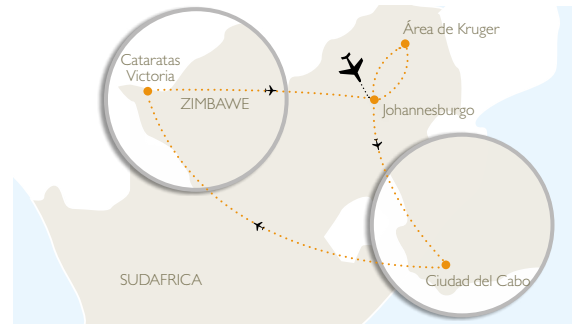 Área de Kruger
Cataratas
Victoria
ZIMBAWE
Johannesburgo
SUDAFRICA
Ciudad del Cabo